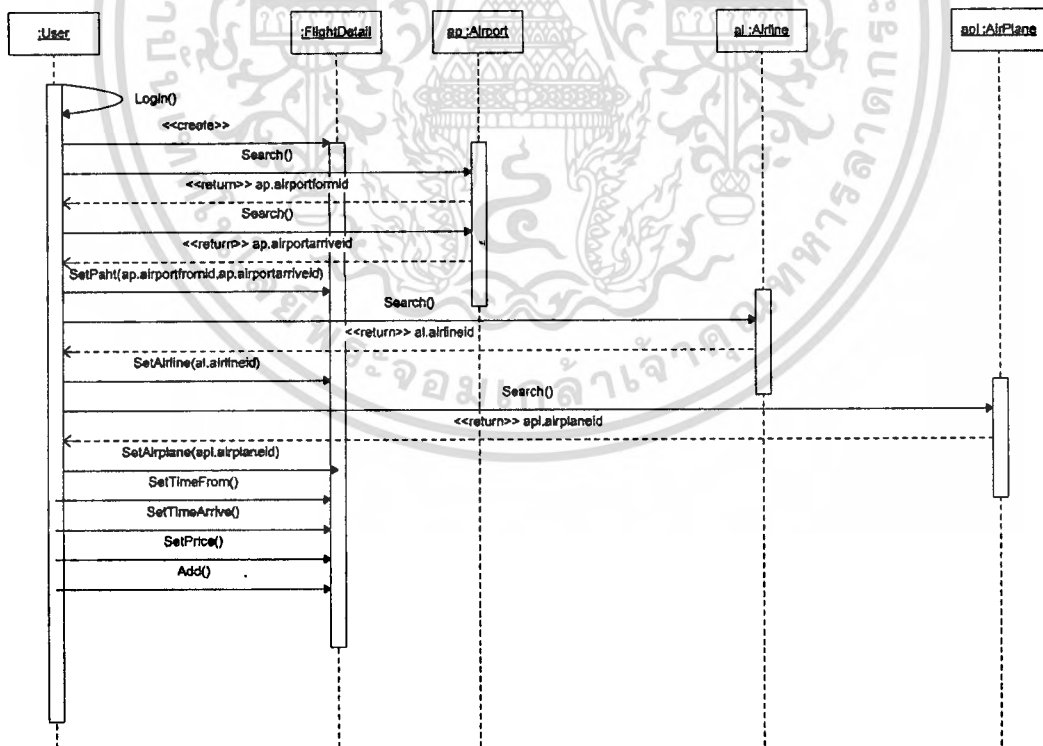 :User
:FlightDetail
ap :Airport
al :Airline
apl :AirPlane
Login()
<<create>>
Search()
<<return>> ap.airportformid
Search()
<<return>> ap.airportarriveid
SetPaht(ap.airportfromid,ap.airportarriveid)
Search()
<<return>> al.airlineid
SetAirline(al.airlineid)
Search()
<<return>> apl.airplaneid
SetAirplane(apl.airplaneid)
SetTimeFrom()
SetTimeArrive()
SetPrice()
Add()